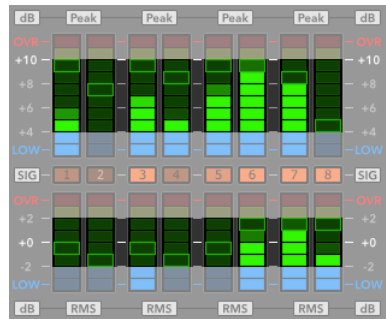 dB Peak Peak Peak Peak dB
OVR OVR
+10 +10
+8 +8
+6 +6
+4 +4
LOW LOW
SIG 1 2 3 4 5 6 7 8 SIG
OVR OVR
+2 +2
+0 +0
-2 -2
LOW LOW
dB RMS RMS RMS RMS dB